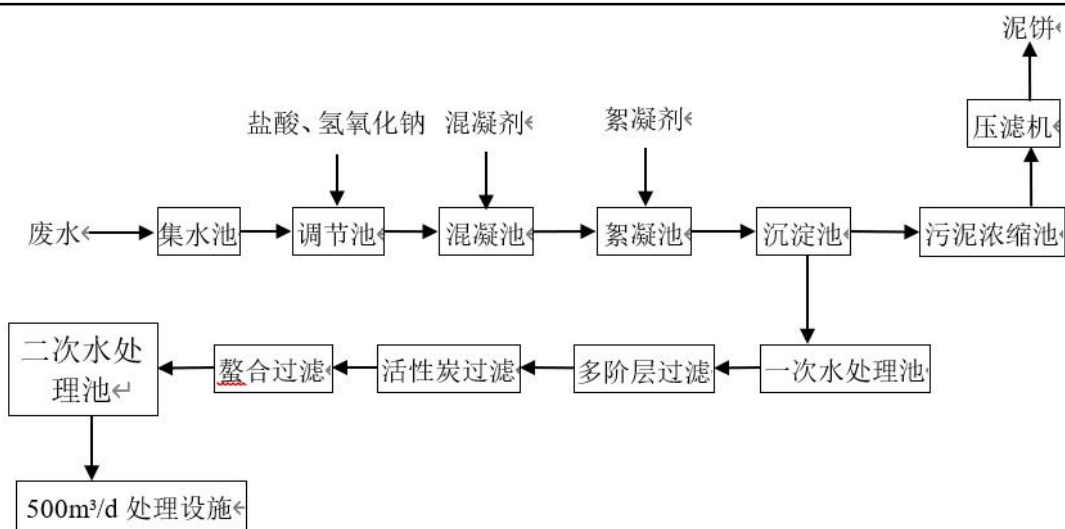 泥饼
盐酸、氢氧化钠 混凝剂 絮凝剂
压滤机
废水 集水池 调节池 混凝池 絮凝池 沉淀池 污泥浓缩池
二次水处
理池
螯合过滤 活性炭过滤 多阶层过滤 一次水处理池
500m³/d 处理设施